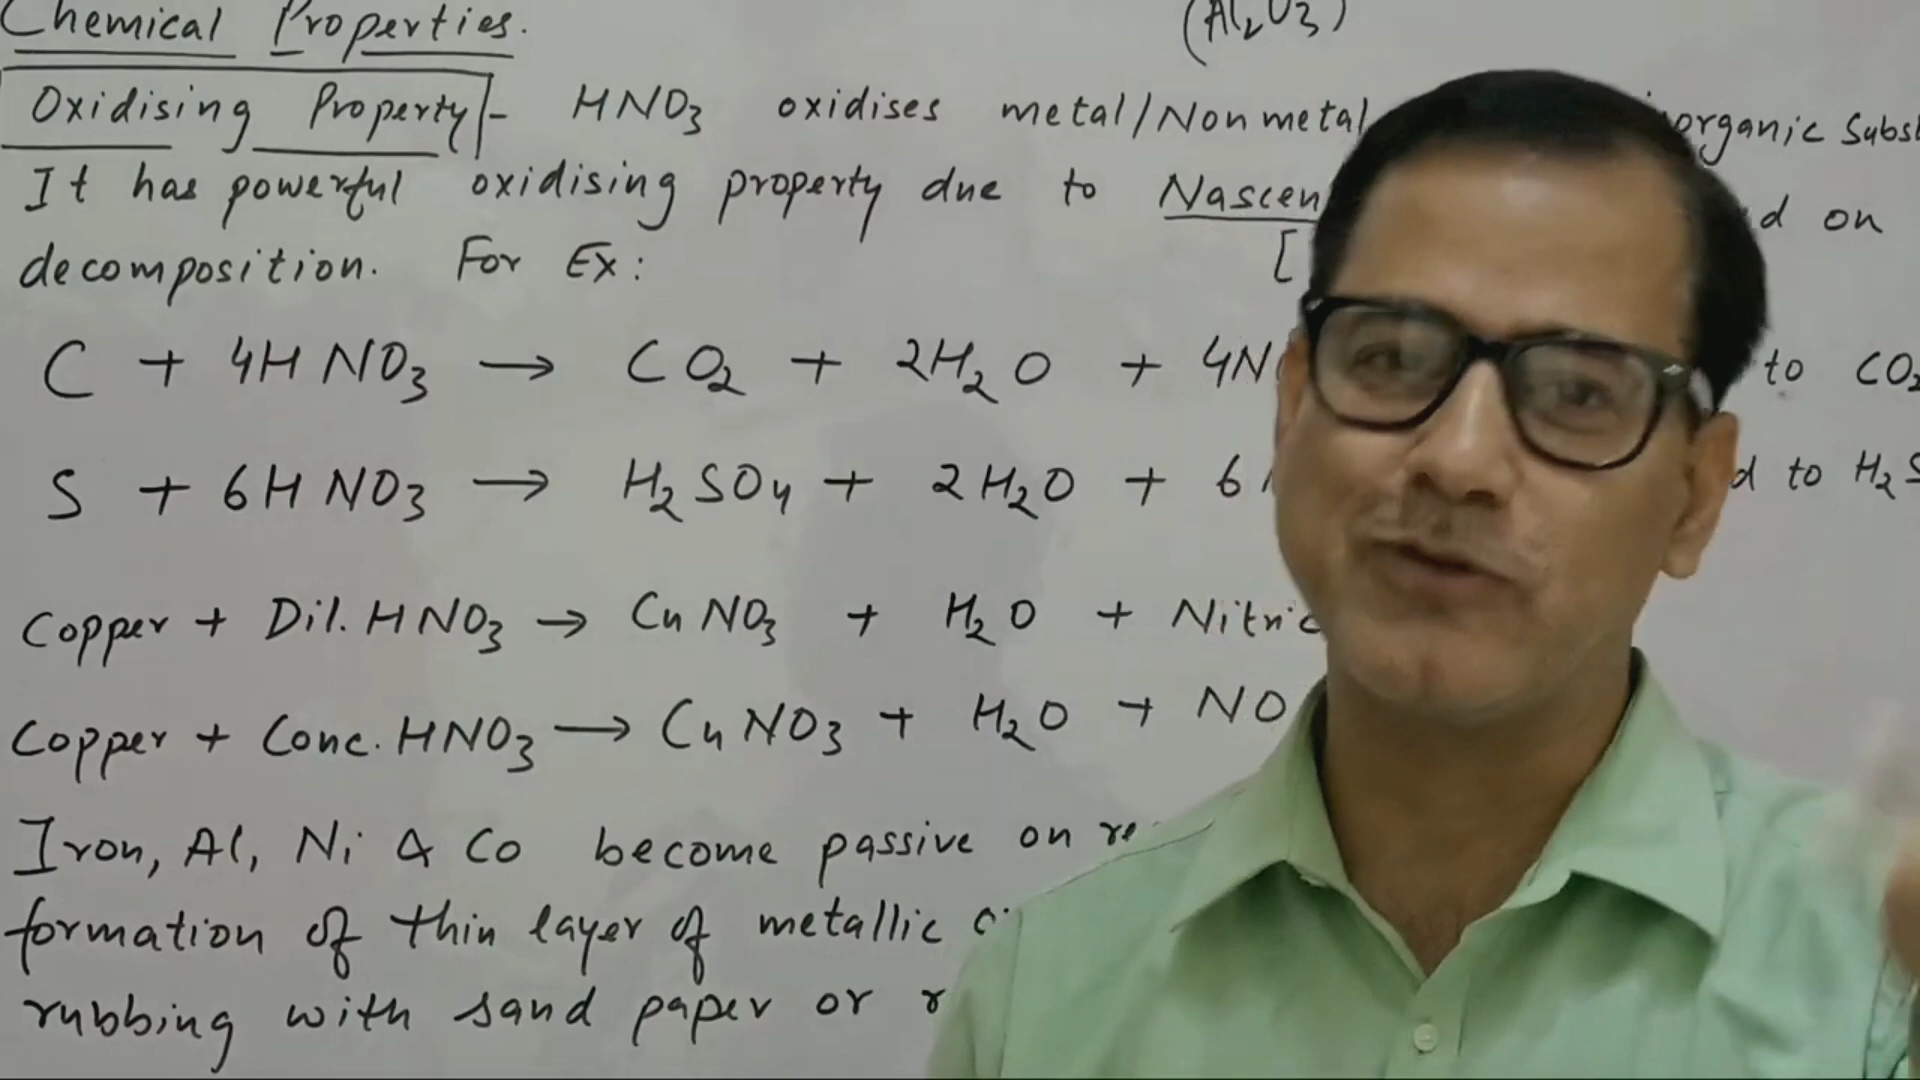 Chemical Properties.
(Al2O3)
Oxidising Property - HNO3 oxidises metal/Nonmetal organic Subst
It has powerful oxidising property due to Nascen d on
decomposition. For Ex: [
C + 4HNO3 → CO2 + 2H2O + 4N to CO2
S + 6HNO3 → H2SO4 + 2H2O + 6 d to H2S
Copper + Dil. HNO3 → CuNO3 + H2O + Nitric
Copper + Conc. HNO3 → CuNO3 + H2O + NO
Iron, Al, Ni & Co become passive on re
formation of thin layer of metallic
rubbing with sand paper or